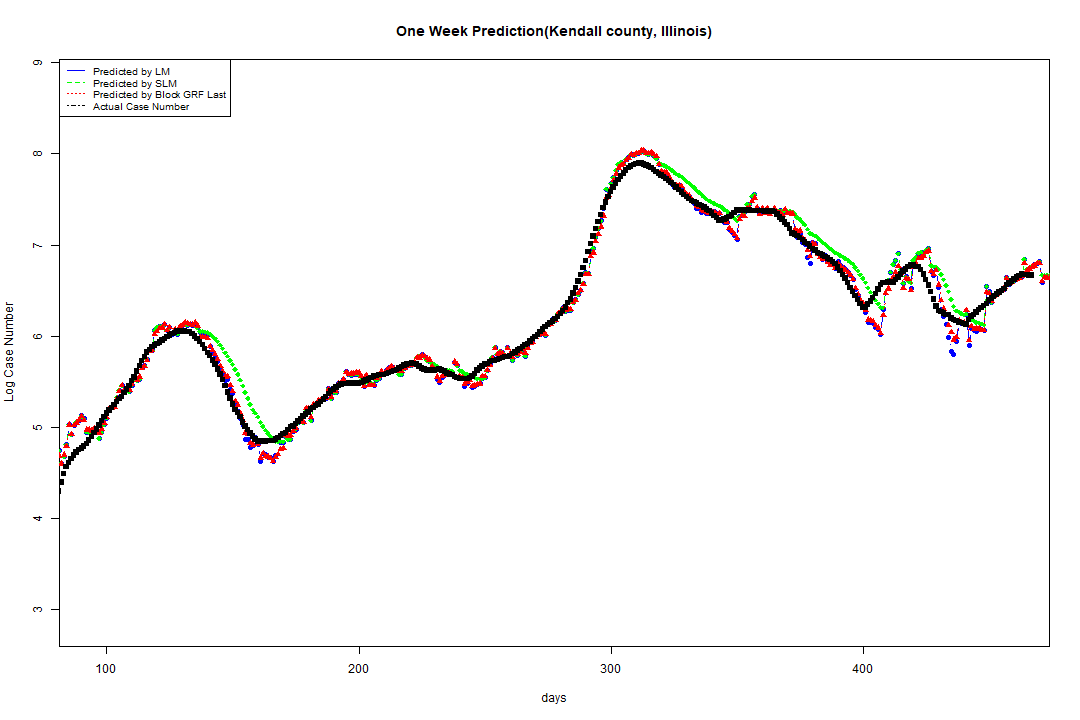 One Week Prediction(Kendall county, Illinois)
9
Predicted by LM
Predicted by SLM
Predicted by Block GRF Last
Actual Case Number
8
7
6
5
4
3
Log Case Number
100 200 300 400
days